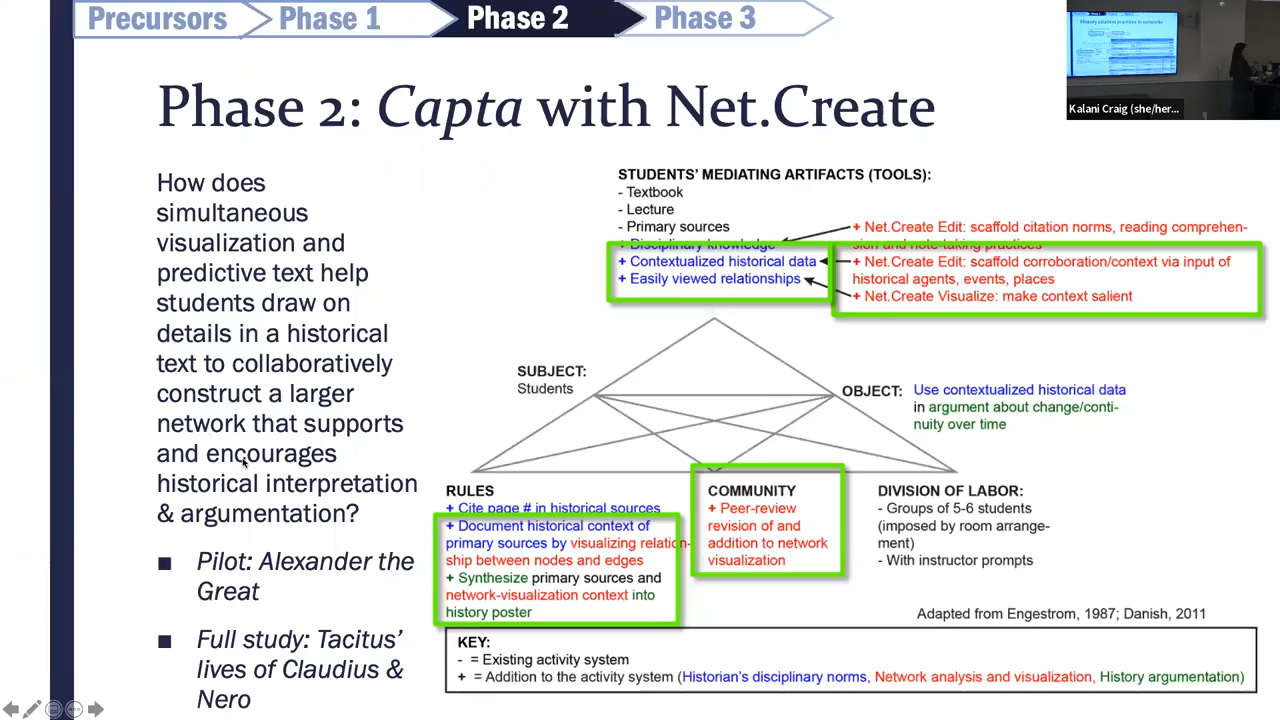 Precursors
Phase 1
Phase 2
Phase 3
Kalani Craig (she/her...
Phase 2: Capta with Net.Create
How does
simultaneous
visualization and
predictive text help
students draw on
details in a historical
text to collaboratively
construct a larger
network that supports
and encourages
historical interpretation
& argumentation?
■ Pilot: Alexander the
Great
■ Full study: Tacitus’
lives of Claudius &
Nero
STUDENTS’ MEDIATING ARTIFACTS (TOOLS):
- Textbook
- Lecture
- Primary sources
+ Disciplinary knowledge
+ Contextualized historical data
+ Easily viewed relationships
+ Net.Create Edit: scaffold citation norms, reading comprehen-
sion and note-taking practices
+ Net.Create Edit: scaffold corroboration/context via input of
historical agents, events, places
+ Net.Create Visualize: make context salient
SUBJECT:
Students
OBJECT:
Use contextualized historical data
in argument about change/conti-
nuity over time
RULES
+ Cite page # in historical sources
+ Document historical context of
primary sources by visualizing relation-
ship between nodes and edges
+ Synthesize primary sources and
network-visualization context into
history poster
COMMUNITY
+ Peer-review
revision of and
addition to network
visualization
DIVISION OF LABOR:
- Groups of 5-6 students
(imposed by room arrange-
ment)
- With instructor prompts
Adapted from Engestrom, 1987; Danish, 2011
KEY:
- = Existing activity system
+ = Addition to the activity system (Historian’s disciplinary norms, Network analysis and visualization, History argumentation)